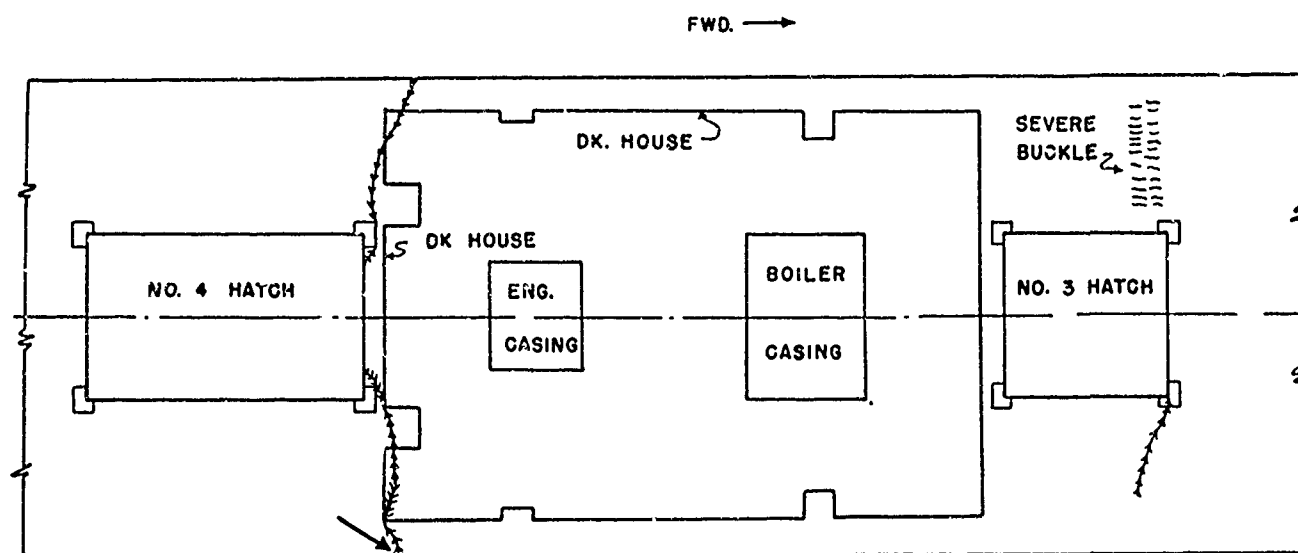 FWD.
SEVERE
BUCKLE
DK. HOUSE
DK HOUSE
NO. 4 HATCH
ENG.
CASING
BOILER
CASING
NO. 3 HATCH